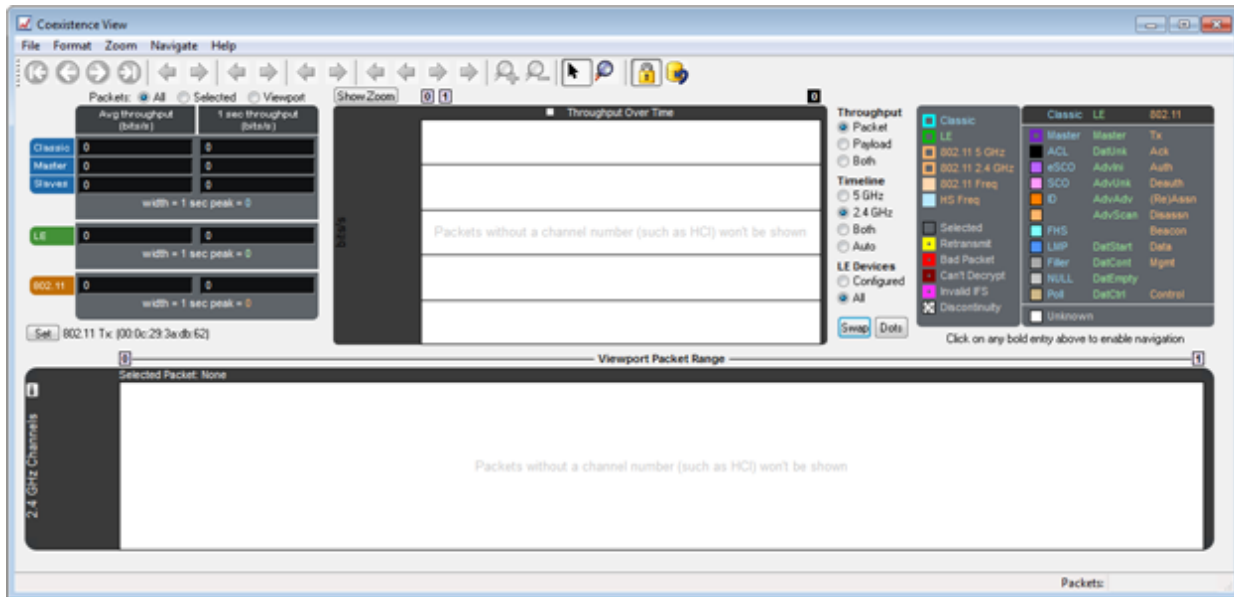 Coexistence View
File Format Zoom Navigate Help
Packets: All Selected Viewport
Show Zoom
0 1
0
Avg throughput (bits/s)
1 sec throughput (bits/s)
Classic 0 0
Master 0 0
Slaves 0 0
width = 1 sec peak = 0
LE 0 0
width = 1 sec peak = 0
802.11 0 0
width = 1 sec peak = 0
Set 802.11 Tx: (00:0c:29:3a:db:62)
Throughput Over Time
bits/s
Packets without a channel number (such as HCI) won't be shown
Throughput
Packet
Payload
Both
Timeline
5 GHz
2.4 GHz
Both
Auto
LE Devices
Configured
All
Swap Dots
Classic
LE
802.11 5 GHz
802.11 2.4 GHz
802.11 Freq
HS Freq
Selected
Retransmit
Bad Packet
Can't Decrypt
Invalid IFS
Discontinuity
Classic LE 802.11
Master Master Tx
ACL DatUnk Ack
eSCO AdvIni Auth
SCO AdvUnk Deauth
ID AdvAdv (Re)Assn
AdvScan Disassn
FHS Beacon
LMP DatStart Data
Filler DatCont Mgmt
NULL DatEmpty
Poll DatCtrl Control
Unknown
Click on any bold entry above to enable navigation
0 Viewport Packet Range 1
Selected Packet: None
i
2.4 GHz Channels
Packets without a channel number (such as HCI) won't be shown
Packets: